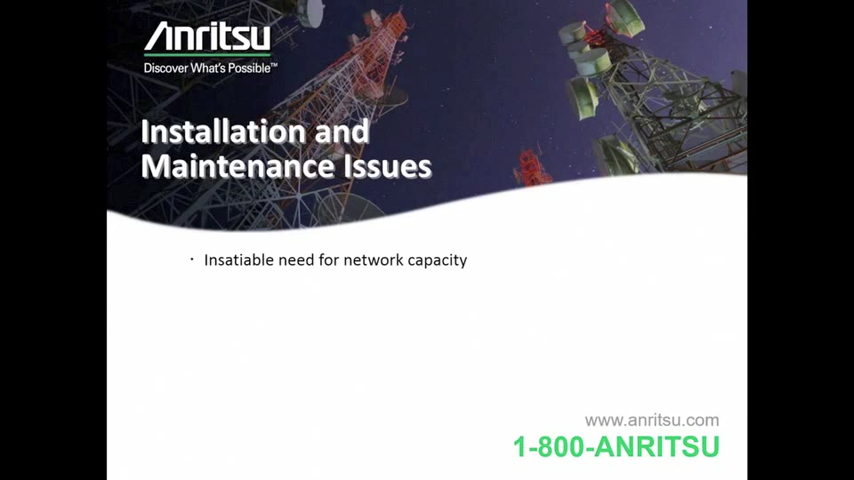 Anritsu
Discover What's Possible™
Installation and
Maintenance Issues
· Insatiable need for network capacity
www.anritsu.com
1-800-ANRITSU